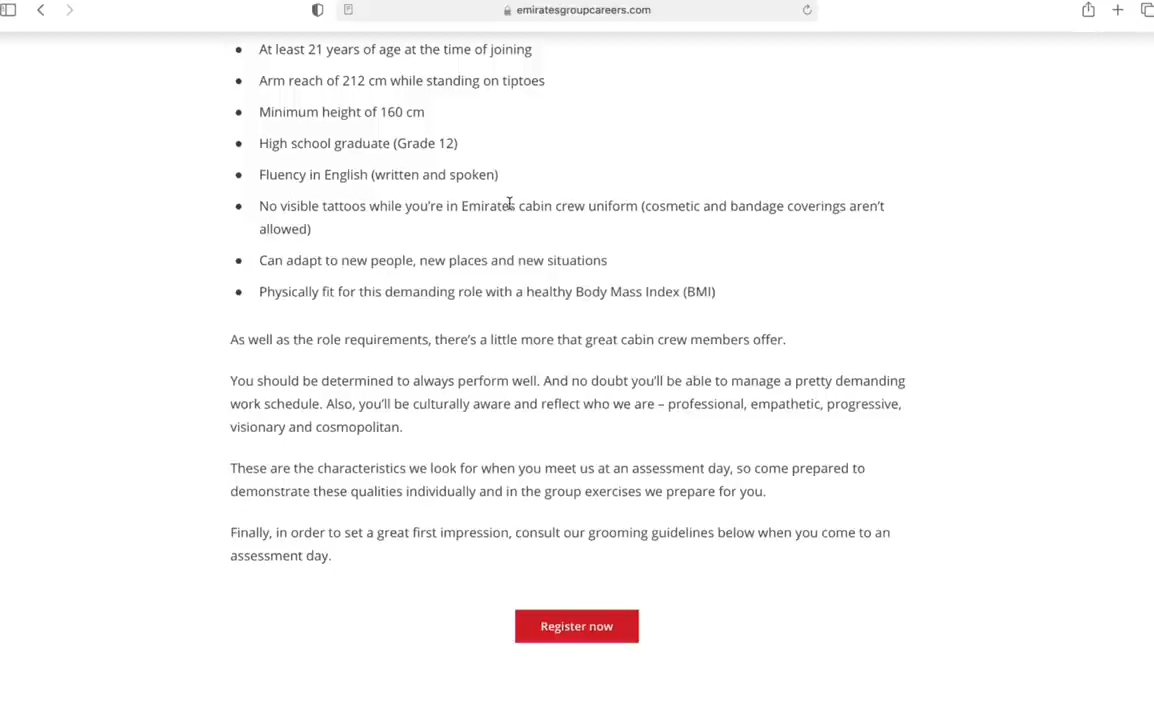 emiratesgroupcareers.com
At least 21 years of age at the time of joining
Arm reach of 212 cm while standing on tiptoes
Minimum height of 160 cm
High school graduate (Grade 12)
Fluency in English (written and spoken)
No visible tattoos while you're in Emirates cabin crew uniform (cosmetic and bandage coverings aren't
allowed)
Can adapt to new people, new places and new situations
Physically fit for this demanding role with a healthy Body Mass Index (BMI)
As well as the role requirements, there's a little more that great cabin crew members offer.
You should be determined to always perform well. And no doubt you'll be able to manage a pretty demanding
work schedule. Also, you'll be culturally aware and reflect who we are – professional, empathetic, progressive,
visionary and cosmopolitan.
These are the characteristics we look for when you meet us at an assessment day, so come prepared to
demonstrate these qualities individually and in the group exercises we prepare for you.
Finally, in order to set a great first impression, consult our grooming guidelines below when you come to an
assessment day.
Register now